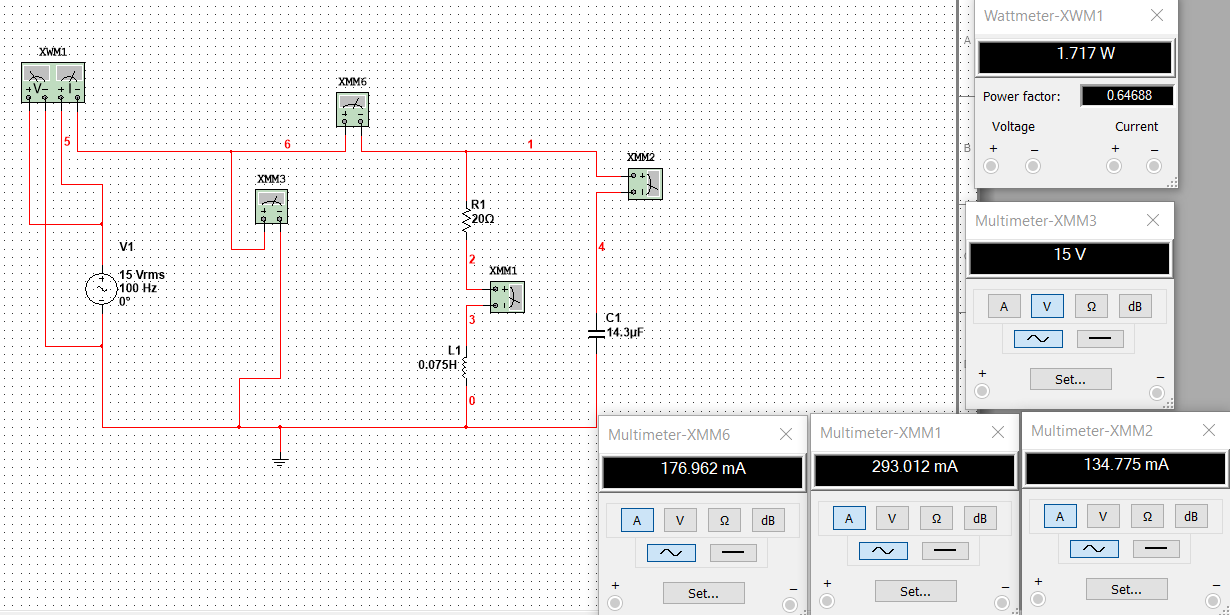 XWM1
V
I
XMM6
5
6
1
XMM2
XMM3
R1
20Ω
4
V1
2
XMM1
15 Vrms
100 Hz
0°
3
C1
14.3µF
L1
0.075H
0
A
B
Wattmeter-XWM1
1.717 W
Power factor: 0.64688
Voltage Current
+ − + −
Multimeter-XMM3
15 V
A V Ω dB
Set...
+ −
Multimeter-XMM6
176.962 mA
A V Ω dB
Set...
+ −
Multimeter-XMM1
293.012 mA
A V Ω dB
Set...
+ −
Multimeter-XMM2
134.775 mA
A V Ω dB
Set...
+ −